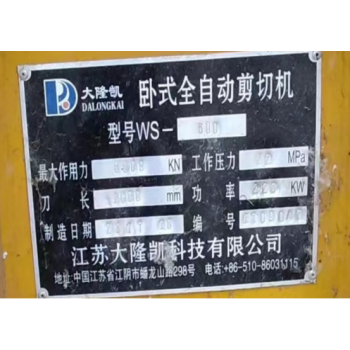 大隆凯
DALONGKAI
卧式全自动剪切机
型号WS-
最大作用力 KN 工作压力 MPa
刀长 mm 功率 KW
制造日期 编号
江苏大隆凯科技有限公司
地址:中国江苏省江阴市蟠龙山路298号 电话:+86-510-86031115